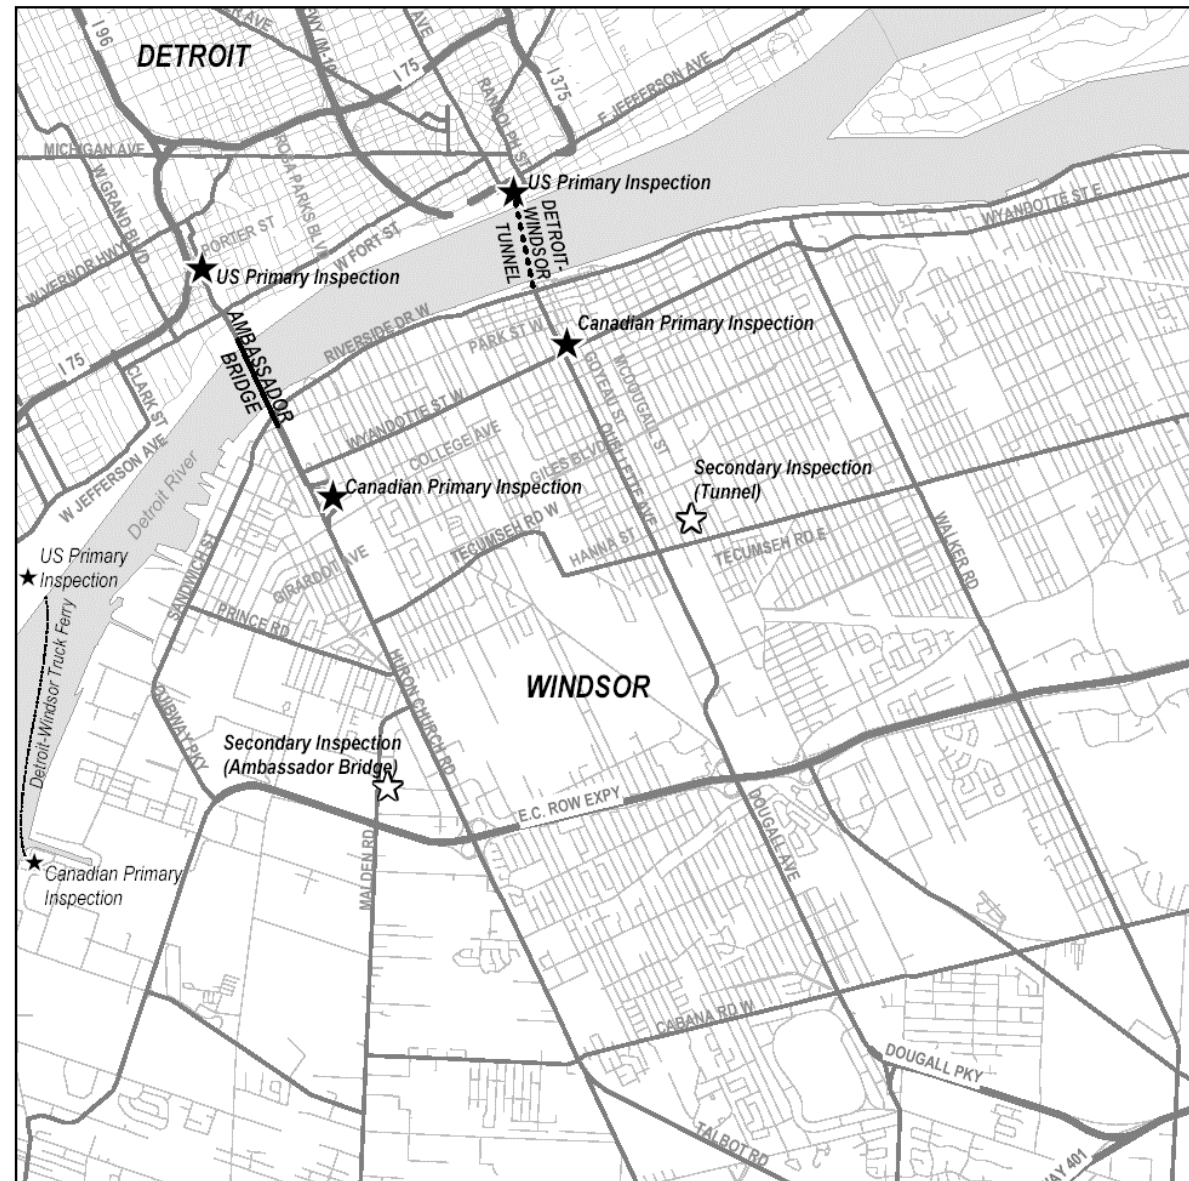 DETROIT
I 96
I 75
I 375
E JEFFERSON AVE
RANDOLPH ST
MICHIGAN AVE
W GRAND BLVD
ROSA PARKS BLVD
US Primary Inspection
PORTER ST
W FORT ST
W VERNOR HWY
DETROIT-
WINDSOR
TUNNEL
WYANDOTTE ST E
US Primary Inspection
AMBASSADOR
BRIDGE
RIVERSIDE DR W
PARK ST W
Canadian Primary Inspection
I 75
CLARK ST
WYANDOTTE ST W
GOYEAU ST
MCDOUGALL ST
OUELLETTE AVE
COLLEGE AVE
GILES BLVD
W JEFFERSON AVE
Detroit River
Canadian Primary Inspection
Secondary Inspection
(Tunnel)
TECUMSEH RD W
HANNA ST
TECUMSEH RD E
WALKER RD
US Primary
Inspection
SANDWICH ST
GIRARDOT AVE
PRINCE RD
Detroit-Windsor Truck Ferry
HURON CHURCH RD
WINDSOR
OJIBWAY PKY
Secondary Inspection
(Ambassador Bridge)
E.C. ROW EXPY
DOUGALL AVE
MALDEN RD
Canadian Primary
Inspection
CABANA RD W
DOUGALL PKY
TALBOT RD
WAY 401